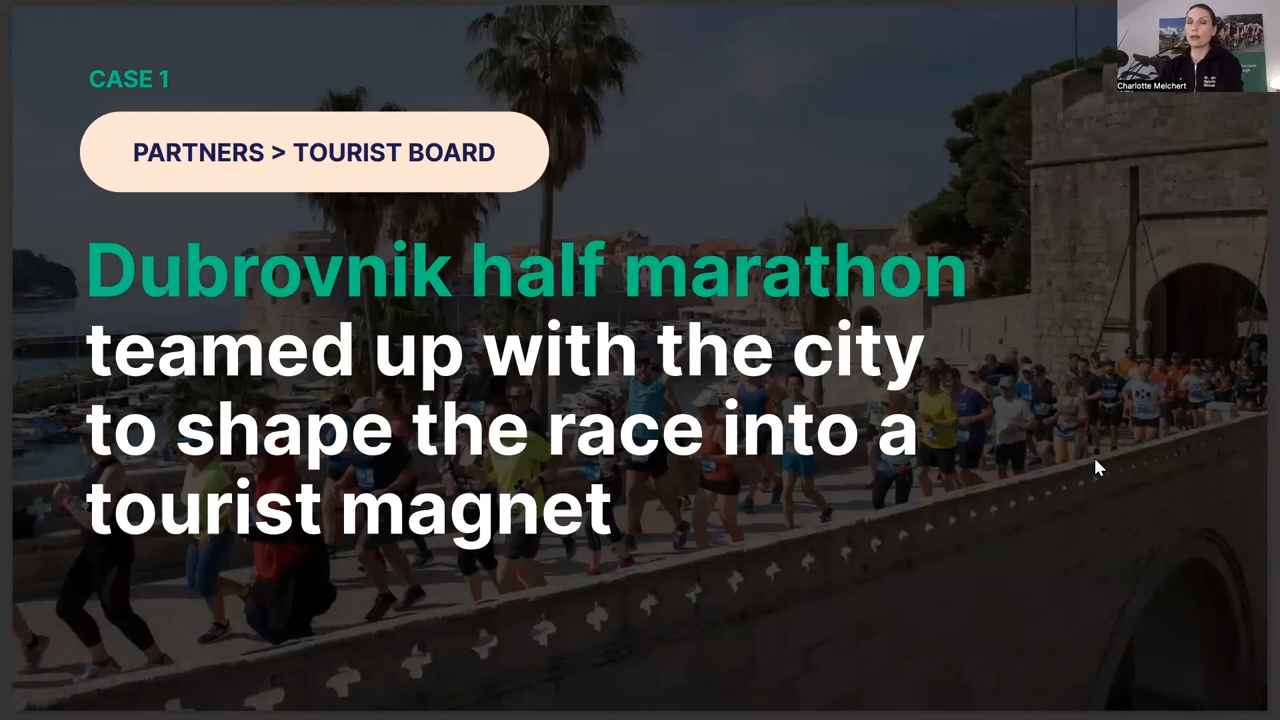 CASE 1
PARTNERS > TOURIST BOARD
Dubrovnik half marathon
teamed up with the city
to shape the race into a
tourist magnet
Charlotte Melchert